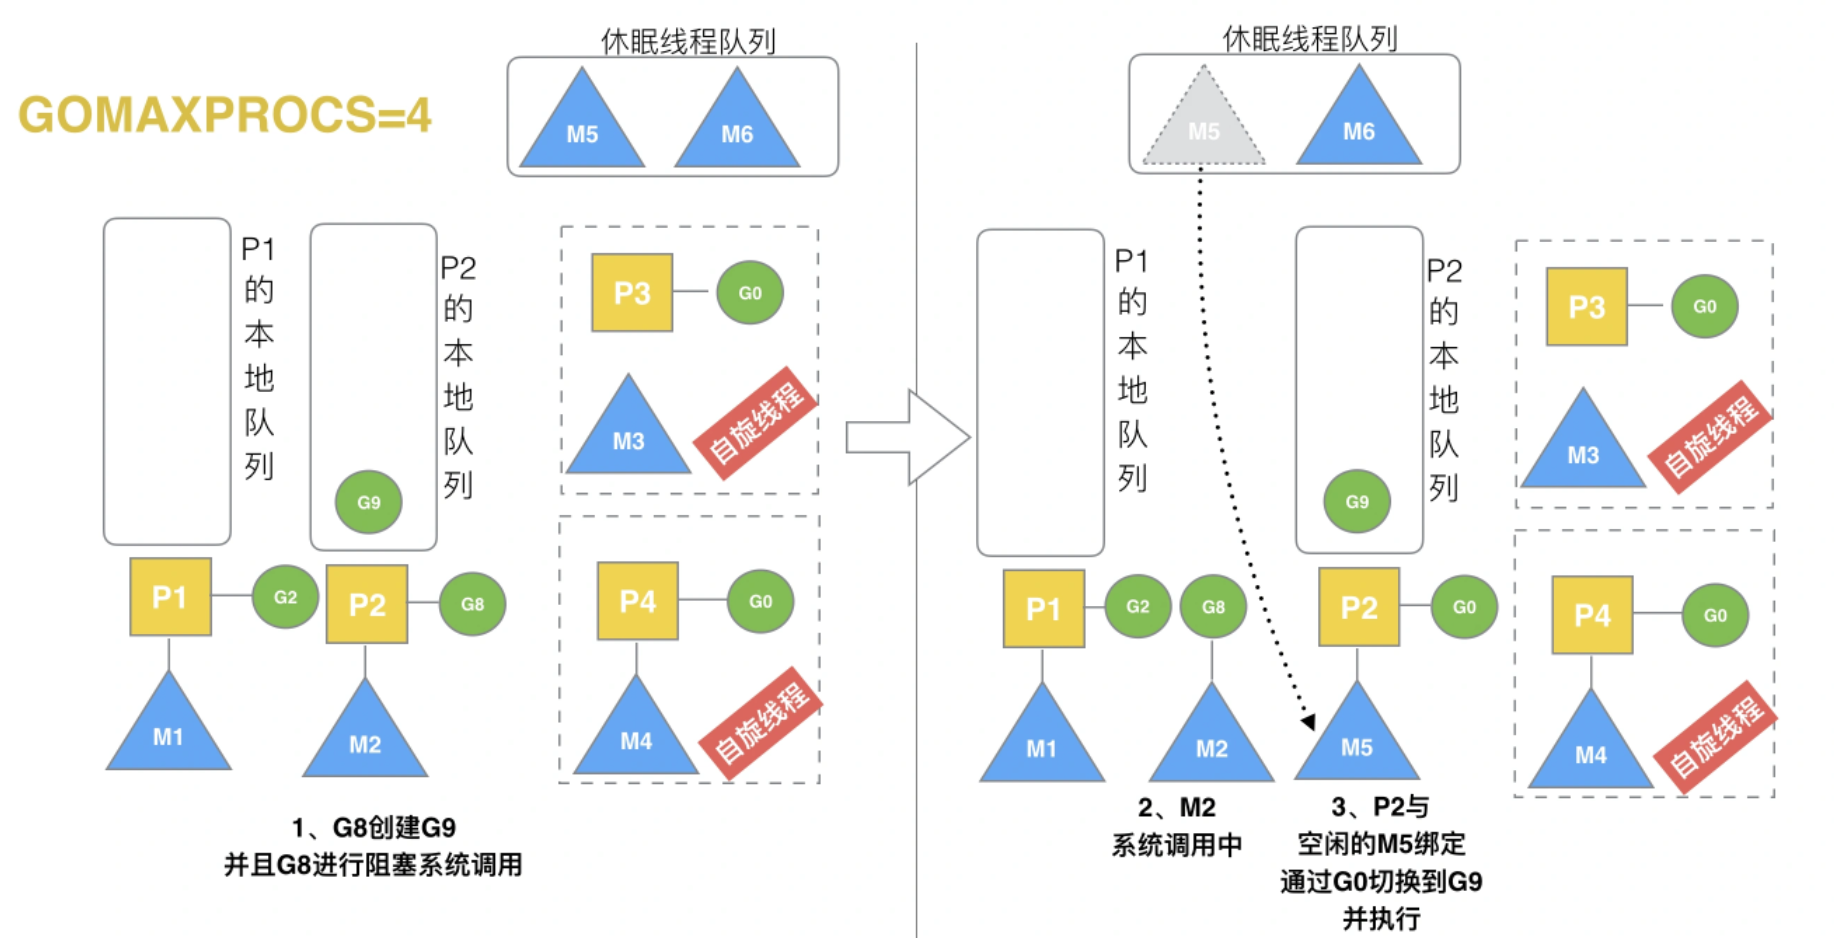 GOMAXPROCS=4
休眠线程队列
M5
M6
P1的本地队列
P2的本地队列
G9
P3
G0
M3
自旋线程
P1
G2
P2
G8
P4
G0
M1
M2
M4
自旋线程
1、G8创建G9
并且G8进行阻塞系统调用
休眠线程队列
M5
M6
P1的本地队列
P2的本地队列
G9
P3
G0
M3
自旋线程
P1
G2
G8
P2
G0
P4
G0
M1
M2
M5
M4
自旋线程
2、M2
系统调用中
3、P2与
空闲的M5绑定
通过G0切换到G9
并执行